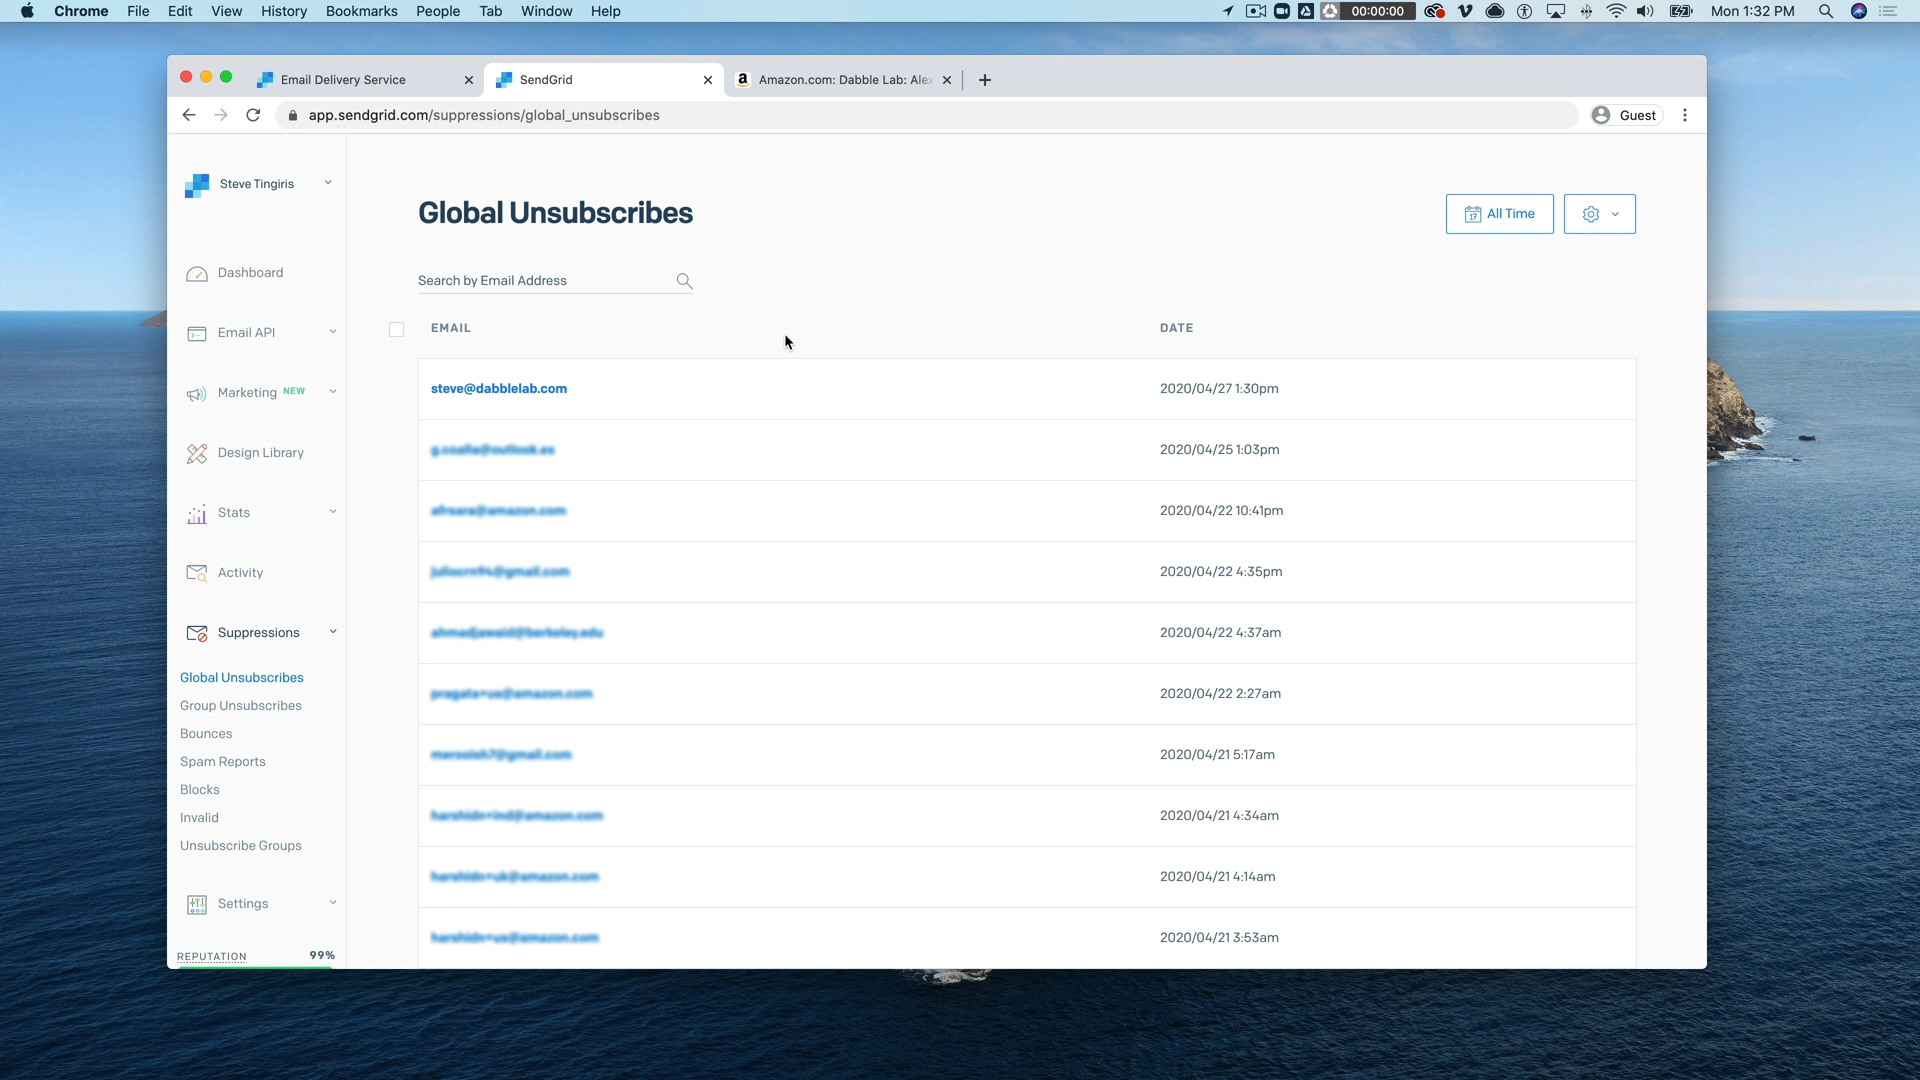 Chrome File Edit View History Bookmarks People Tab Window Help 00:00:00 Mon 1:32 PM
Email Delivery Service SendGrid a Amazon.com: Dabble Lab: Alex
app.sendgrid.com/suppressions/global_unsubscribes Guest
Steve Tingiris
Global Unsubscribes
17 All Time
Dashboard
Search by Email Address
Email API
EMAIL DATE
Marketing NEW
steve@dabblelab.com 2020/04/27 1:30pm
Design Library
2020/04/25 1:03pm
Stats
2020/04/22 10:41pm
Activity
2020/04/22 4:35pm
Suppressions
2020/04/22 4:37am
Global Unsubscribes
2020/04/22 2:27am
Group Unsubscribes
Bounces
2020/04/21 5:17am
Spam Reports
Blocks
2020/04/21 4:34am
Invalid
Unsubscribe Groups
2020/04/21 4:14am
Settings
2020/04/21 3:53am
REPUTATION 99%